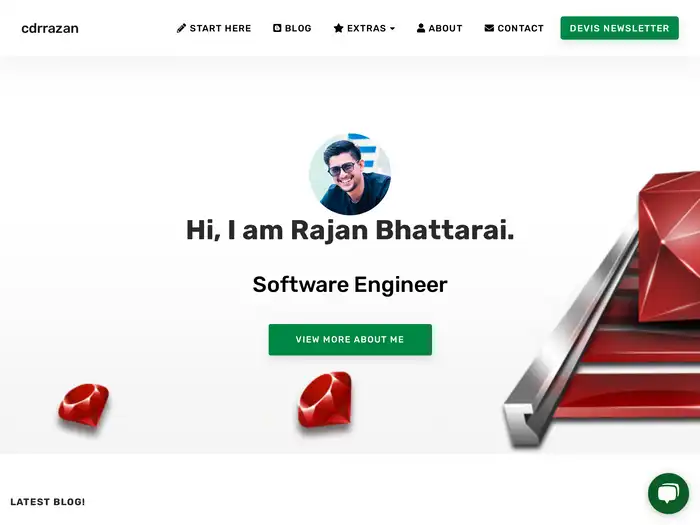 cdrrazan
START HERE
BLOG
EXTRAS
ABOUT
CONTACT
DEVIS NEWSLETTER
Hi, I am Rajan Bhattarai.
Software Engineer
VIEW MORE ABOUT ME
LATEST BLOG!